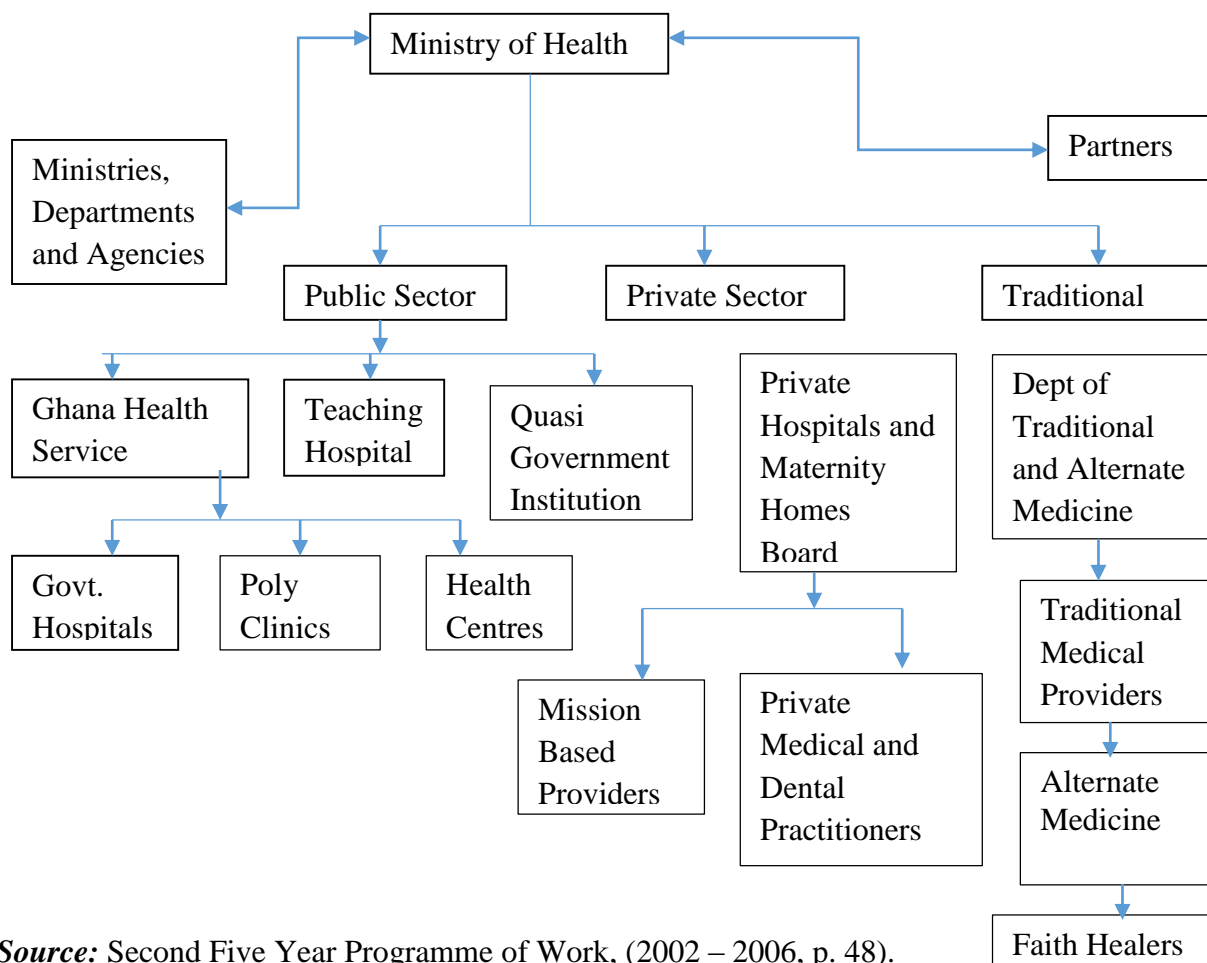 Ministry of Health
Partners
Ministries,
Departments
and Agencies
Public Sector
Private Sector
Traditional
Ghana Health
Service
Teaching
Hospital
Quasi
Government
Institution
Private
Hospitals and
Maternity
Homes
Board
Dept of
Traditional
and Alternate
Medicine
Govt.
Hospitals
Poly
Clinics
Health
Centres
Traditional
Medical
Providers
Mission
Based
Providers
Private
Medical and
Dental
Practitioners
Alternate
Medicine
Faith Healers
Source: Second Five Year Programme of Work, (2002 – 2006, p. 48).